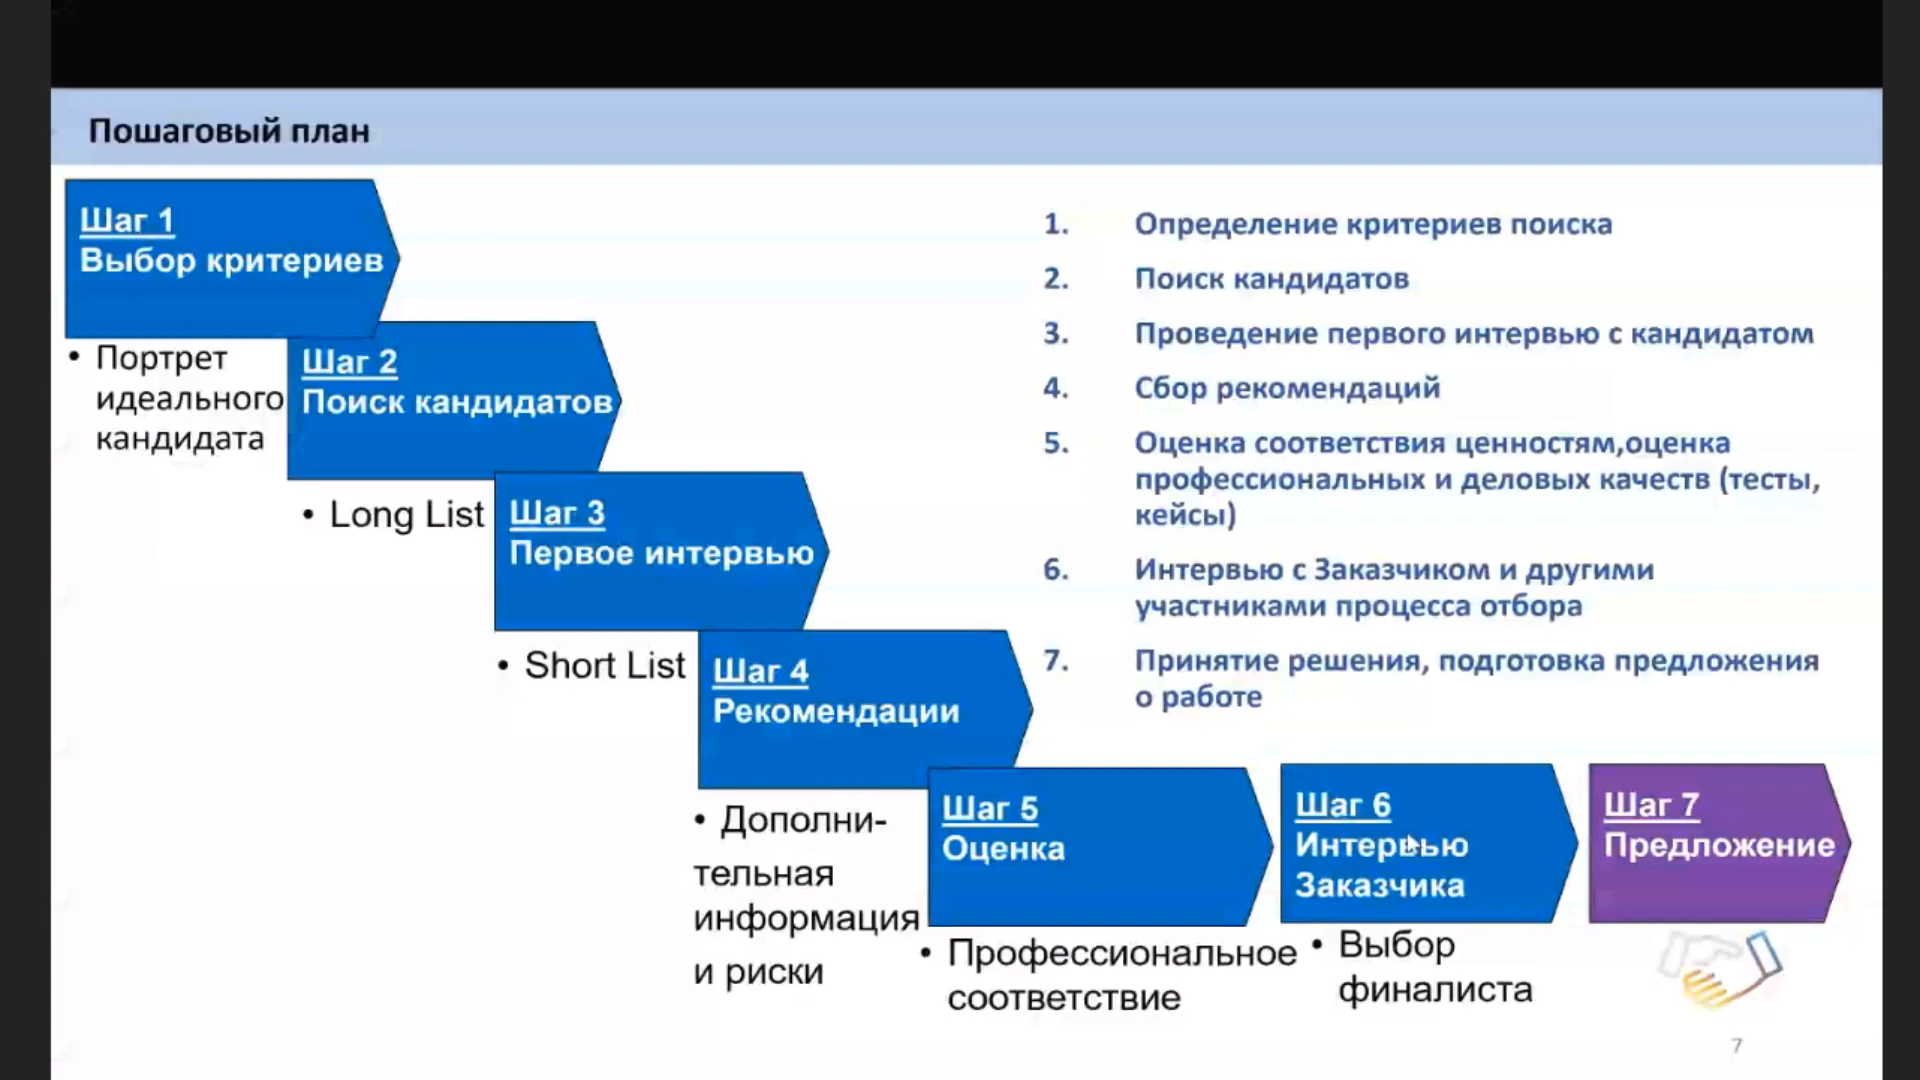 Пошаговый план
Шаг 1
Выбор критериев
• Портрет
идеального
кандидата
Шаг 2
Поиск кандидатов
• Long List
Шаг 3
Первое интервью
• Short List
Шаг 4
Рекомендации
• Дополни-
тельная
информация
и риски
Шаг 5
Оценка
• Профессиональное
соответствие
Шаг 6
Интервью
Заказчика
• Выбор
финалиста
Шаг 7
Предложение
1. Определение критериев поиска
2. Поиск кандидатов
3. Проведение первого интервью с кандидатом
4. Сбор рекомендаций
5. Оценка соответствия ценностям,оценка
профессиональных и деловых качеств (тесты,
кейсы)
6. Интервью с Заказчиком и другими
участниками процесса отбора
7. Принятие решения, подготовка предложения
о работе
7